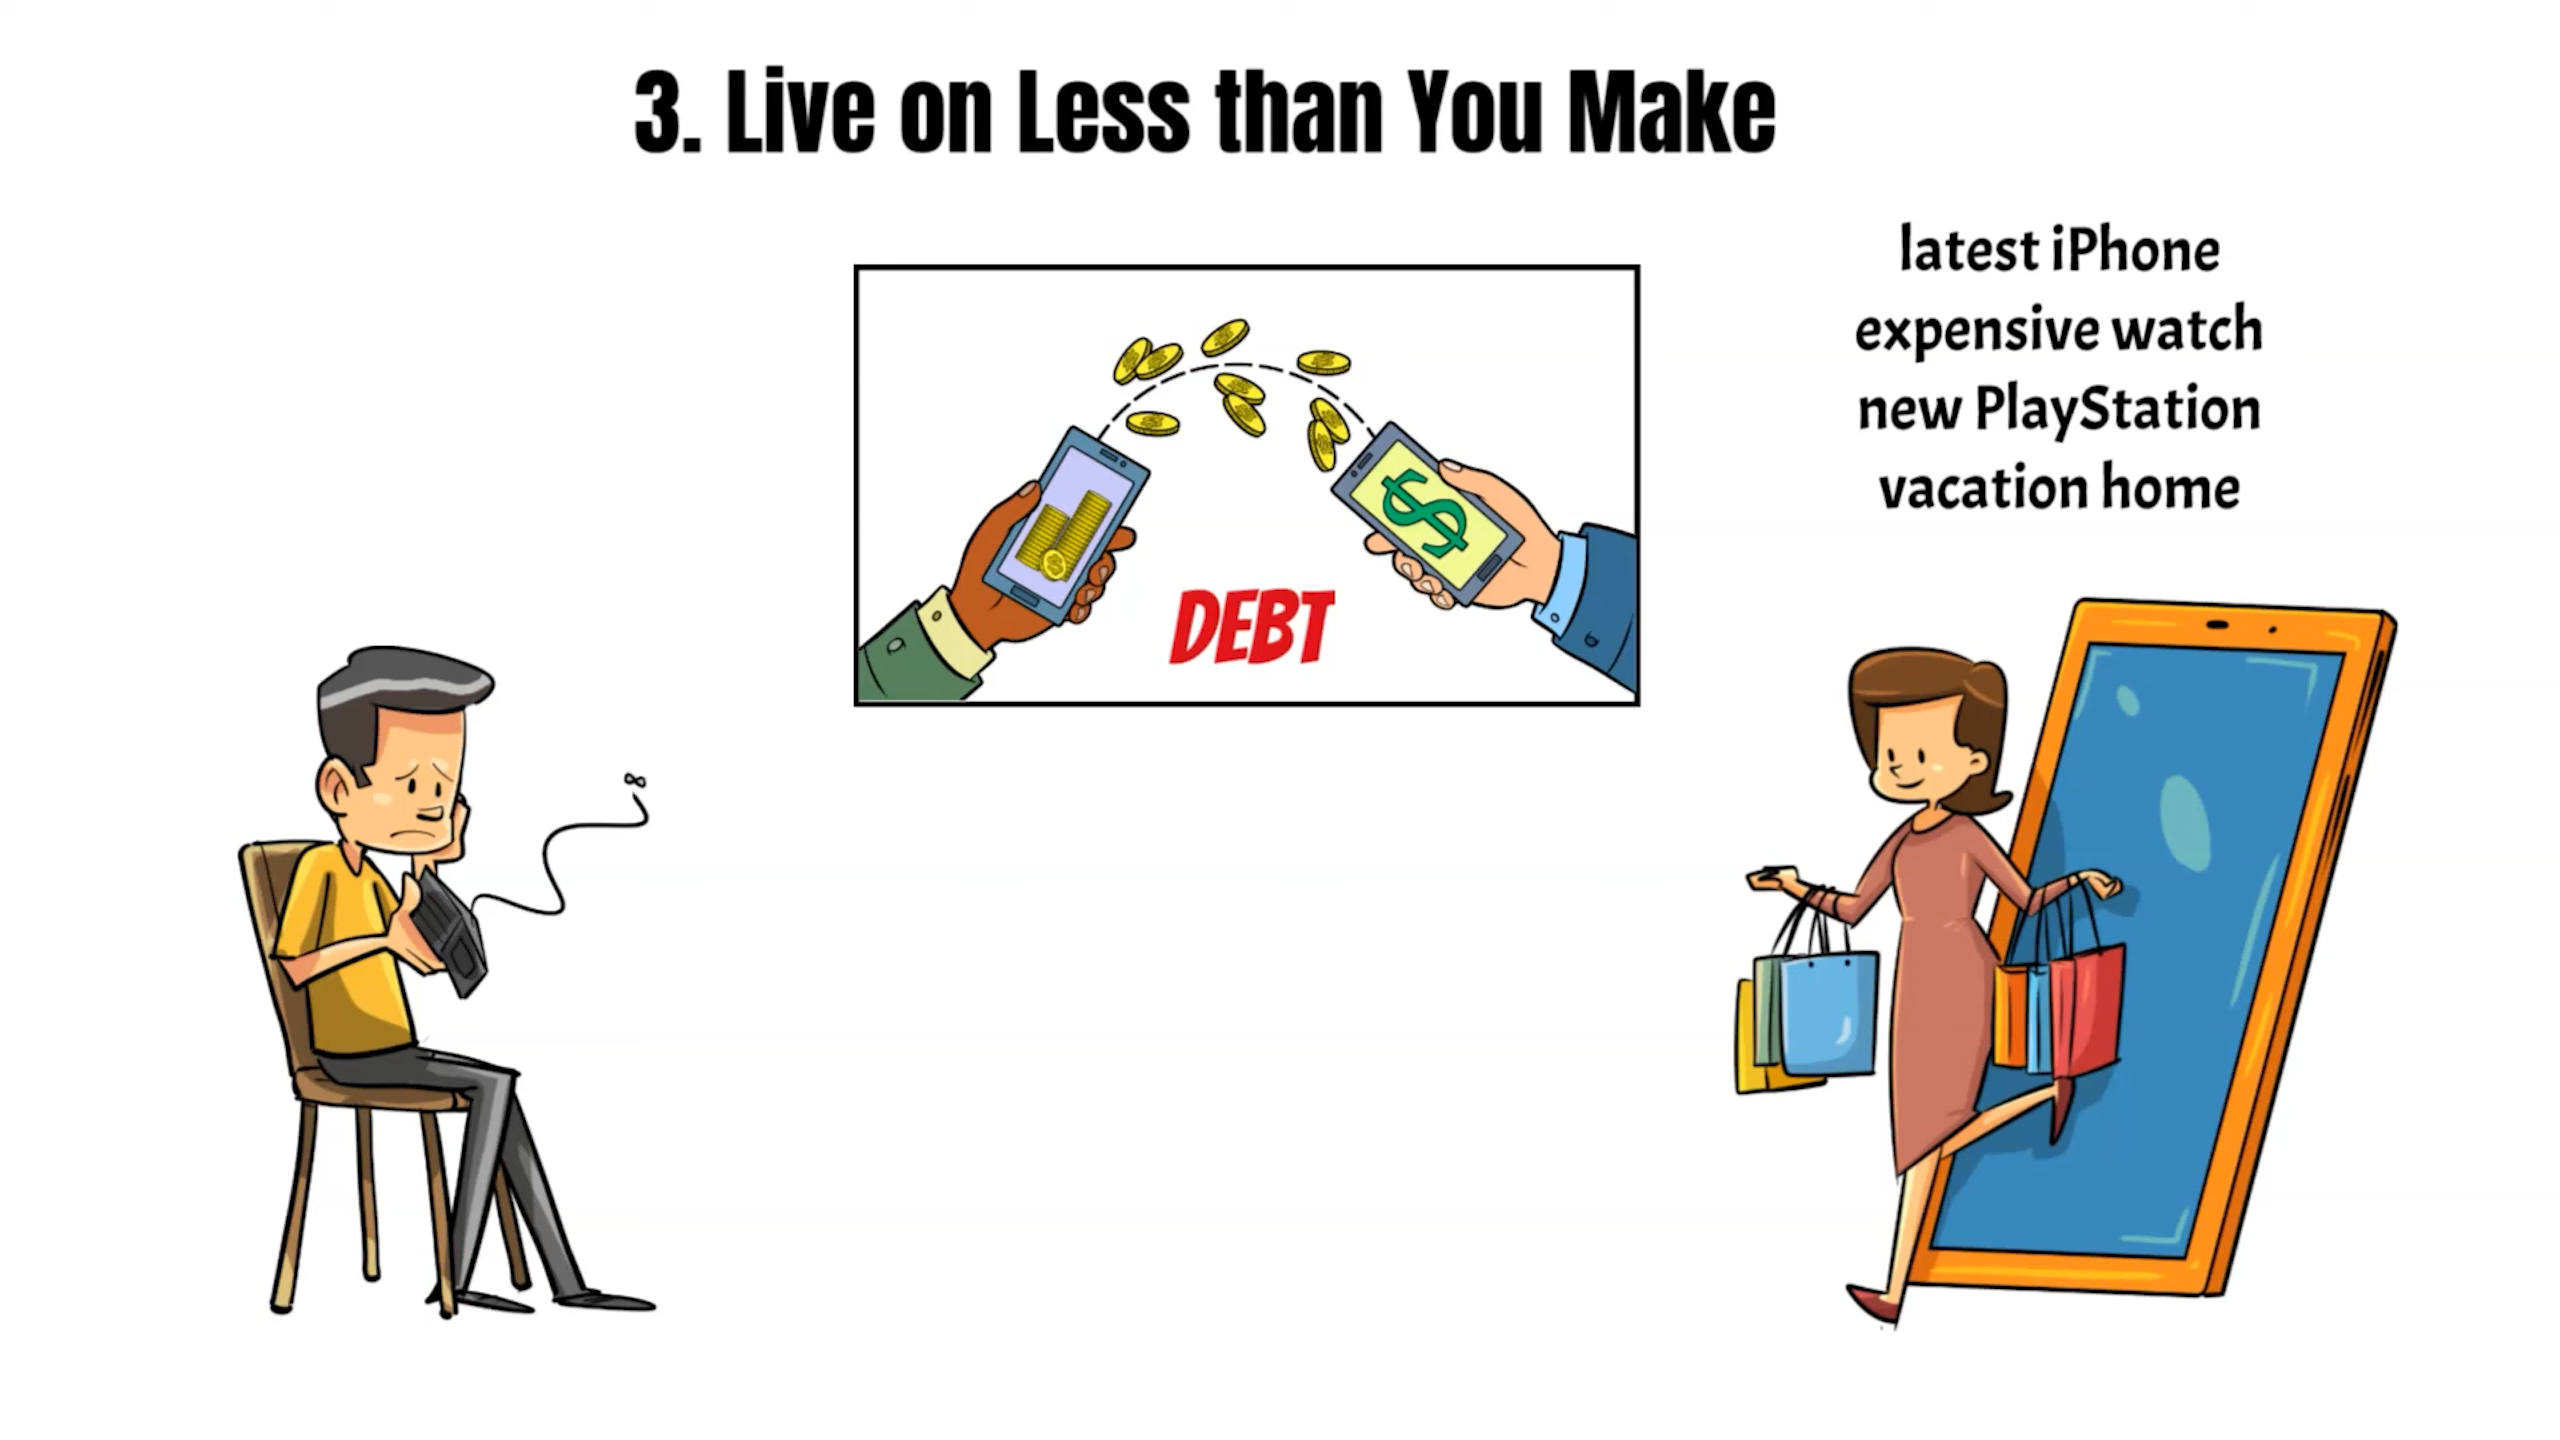 3. Live on Less than You Make
latest iPhone
expensive watch
new PlayStation
vacation home
DEBT